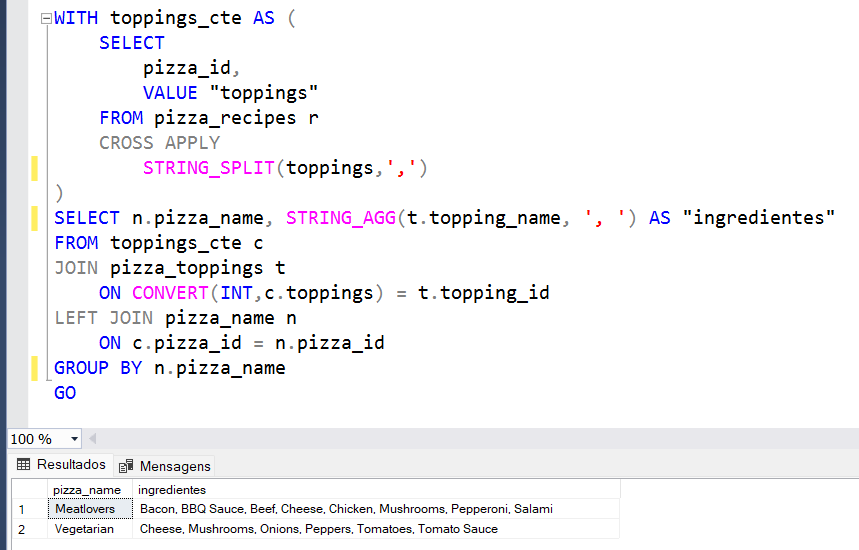 WITH toppings_cte AS (
SELECT
pizza_id,
VALUE "toppings"
FROM pizza_recipes r
CROSS APPLY
STRING_SPLIT(toppings,',')
)
SELECT n.pizza_name, STRING_AGG(t.topping_name, ', ') AS "ingredientes"
FROM toppings_cte c
JOIN pizza_toppings t
ON CONVERT(INT,c.toppings) = t.topping_id
LEFT JOIN pizza_name n
ON c.pizza_id = n.pizza_id
GROUP BY n.pizza_name
GO
100 %
Resultados Mensagens
pizza_name ingredientes
1 Meatlovers Bacon, BBQ Sauce, Beef, Cheese, Chicken, Mushrooms, Pepperoni, Salami
2 Vegetarian Cheese, Mushrooms, Onions, Peppers, Tomatoes, Tomato Sauce